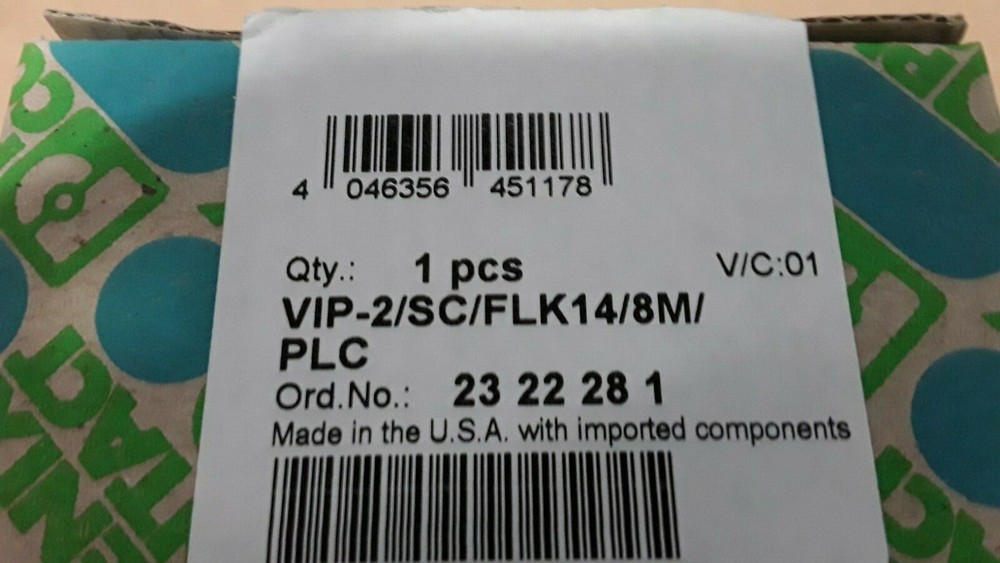 4 046356 451178
Qty.: 1 pcs V/C:01
VIP-2/SC/FLK14/8M/
PLC
Ord.No.: 23 22 28 1
Made in the U.S.A. with imported components